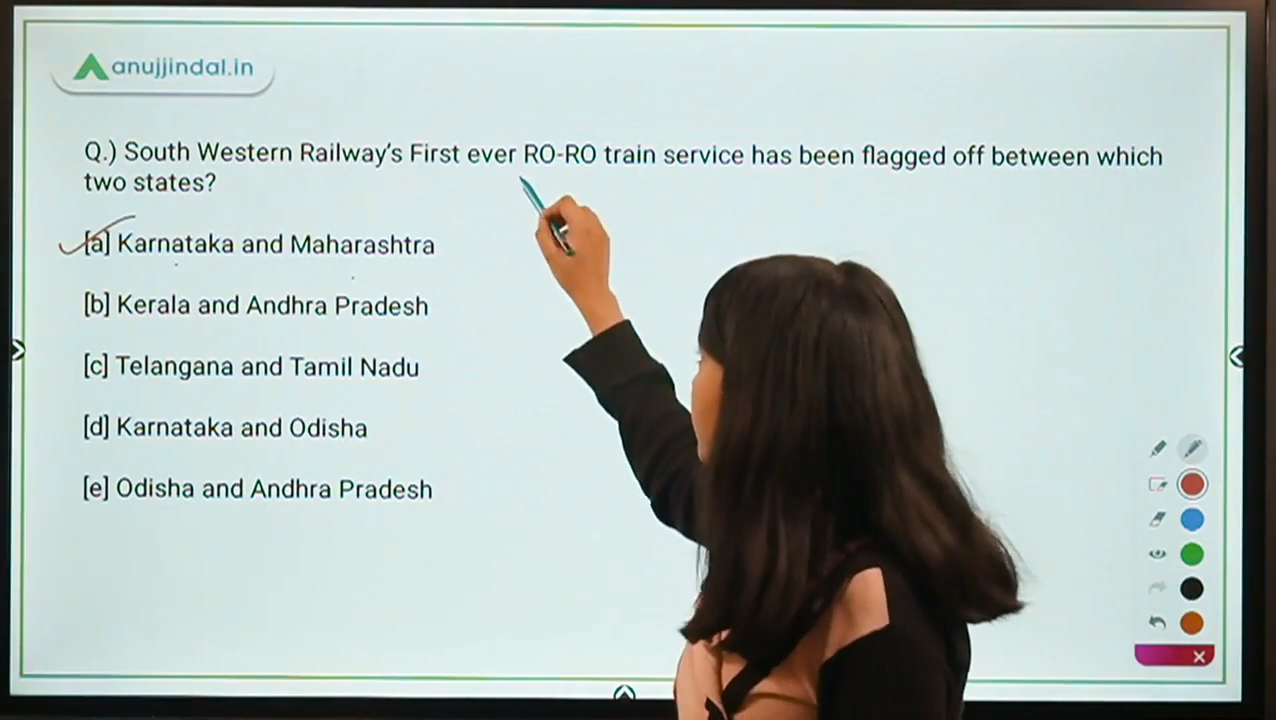 anujjindal.in
Q.) South Western Railway's First ever RO-RO train service has been flagged off between which
two states?
[a] Karnataka and Maharashtra
[b] Kerala and Andhra Pradesh
[c] Telangana and Tamil Nadu
[d] Karnataka and Odisha
[e] Odisha and Andhra Pradesh